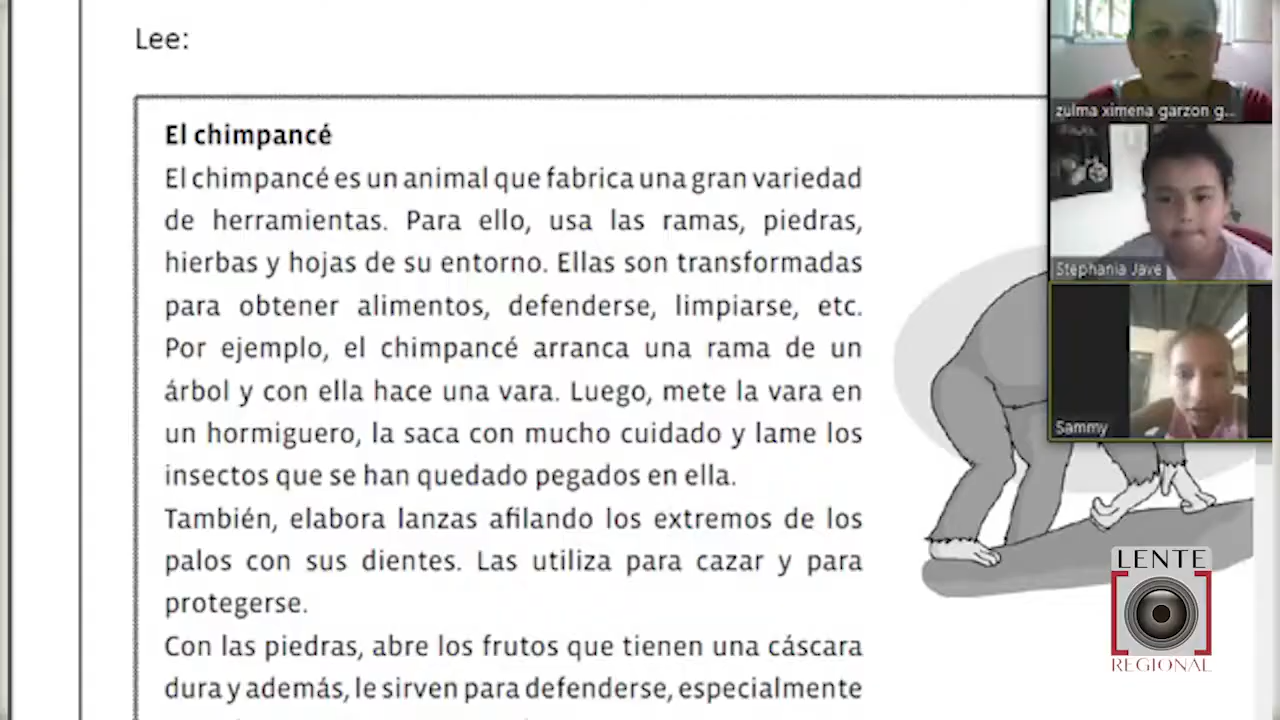 Lee:
El chimpancé
El chimpancé es un animal que fabrica una gran variedad
de herramientas. Para ello, usa las ramas, piedras,
hierbas y hojas de su entorno. Ellas son transformadas
para obtener alimentos, defenderse, limpiarse, etc.
Por ejemplo, el chimpancé arranca una rama de un
árbol y con ella hace una vara. Luego, mete la vara en
un hormiguero, la saca con mucho cuidado y lame los
insectos que se han quedado pegados en ella.
También, elabora lanzas afilando los extremos de los
palos con sus dientes. Las utiliza para cazar y para
protegerse.
Con las piedras, abre los frutos que tienen una cáscara
dura y además, le sirven para defenderse, especialmente
zulma ximena garzon g...
Stephania Jave
Sammy
LENTE
REGIONAL